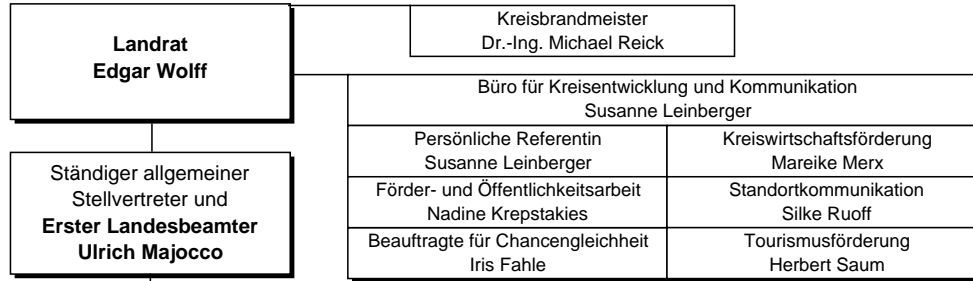 Landrat
Edgar Wolff
Kreisbrandmeister
Dr.-Ing. Michael Reick
Büro für Kreisentwicklung und Kommunikation
Susanne Leinberger
Persönliche Referentin
Susanne Leinberger
Kreiswirtschaftsförderung
Mareike Merx
Förder- und Öffentlichkeitsarbeit
Nadine Krepstakies
Standortkommunikation
Silke Ruoff
Beauftragte für Chancengleichheit
Iris Fahle
Tourismusförderung
Herbert Saum
Ständiger allgemeiner
Stellvertreter und
Erster Landesbeamter
Ulrich Majocco